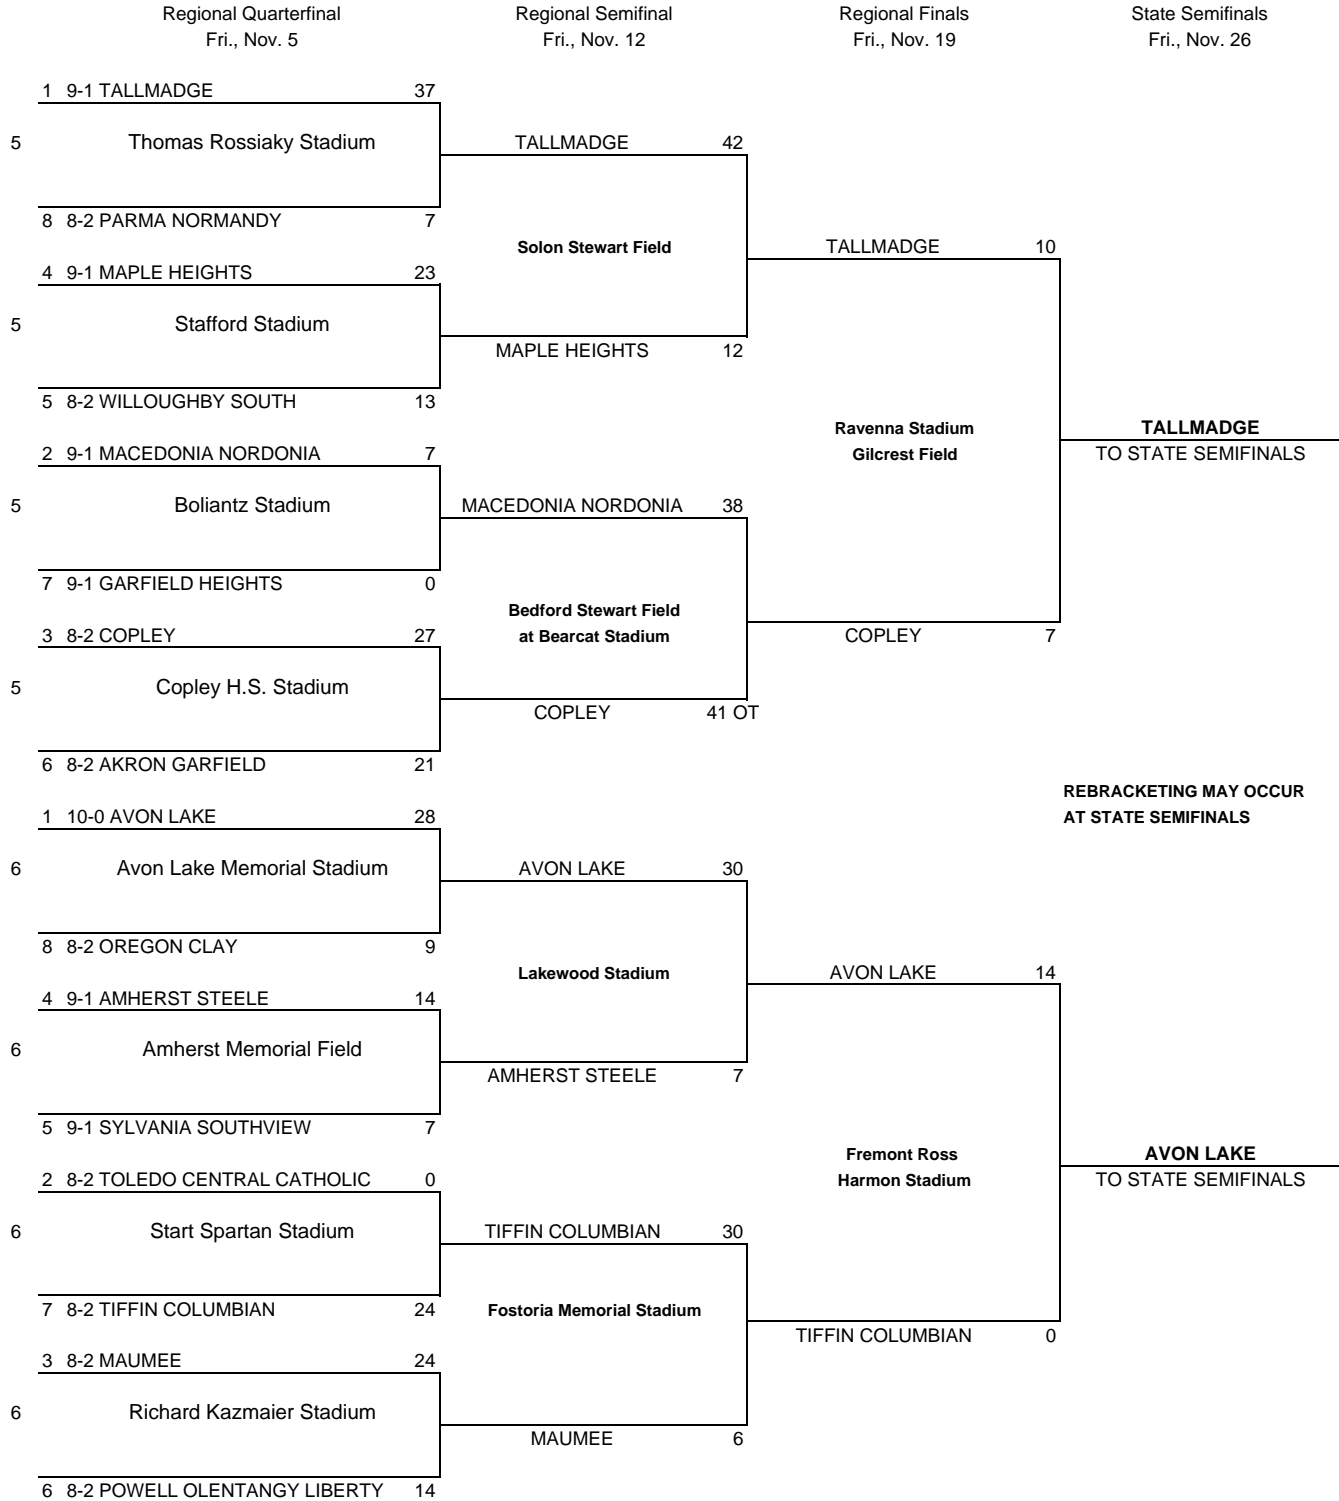 Regional Quarterfinal Regional Semifinal Regional Finals State Semifinals
Fri., Nov. 5 Fri., Nov. 12 Fri., Nov. 19 Fri., Nov. 26
1 9-1 TALLMADGE 37
5 Thomas Rossiaky Stadium TALLMADGE 42
8 8-2 PARMA NORMANDY 7
Solon Stewart Field TALLMADGE 10
4 9-1 MAPLE HEIGHTS 23
5 Stafford Stadium
MAPLE HEIGHTS 12
5 8-2 WILLOUGHBY SOUTH 13
Ravenna Stadium TALLMADGE
2 9-1 MACEDONIA NORDONIA 7 Gilcrest Field TO STATE SEMIFINALS
5 Boliantz Stadium MACEDONIA NORDONIA 38
7 9-1 GARFIELD HEIGHTS 0
Bedford Stewart Field
3 8-2 COPLEY 27 at Bearcat Stadium COPLEY 7
5 Copley H.S. Stadium
COPLEY 41 OT
6 8-2 AKRON GARFIELD 21
REBRACKETING MAY OCCUR
1 10-0 AVON LAKE 28 AT STATE SEMIFINALS
6 Avon Lake Memorial Stadium AVON LAKE 30
8 8-2 OREGON CLAY 9
Lakewood Stadium AVON LAKE 14
4 9-1 AMHERST STEELE 14
6 Amherst Memorial Field
AMHERST STEELE 7
5 9-1 SYLVANIA SOUTHVIEW 7
Fremont Ross AVON LAKE
2 8-2 TOLEDO CENTRAL CATHOLIC 0 Harmon Stadium TO STATE SEMIFINALS
6 Start Spartan Stadium TIFFIN COLUMBIAN 30
7 8-2 TIFFIN COLUMBIAN 24 Fostoria Memorial Stadium
TIFFIN COLUMBIAN 0
3 8-2 MAUMEE 24
6 Richard Kazmaier Stadium
MAUMEE 6
6 8-2 POWELL OLENTANGY LIBERTY 14